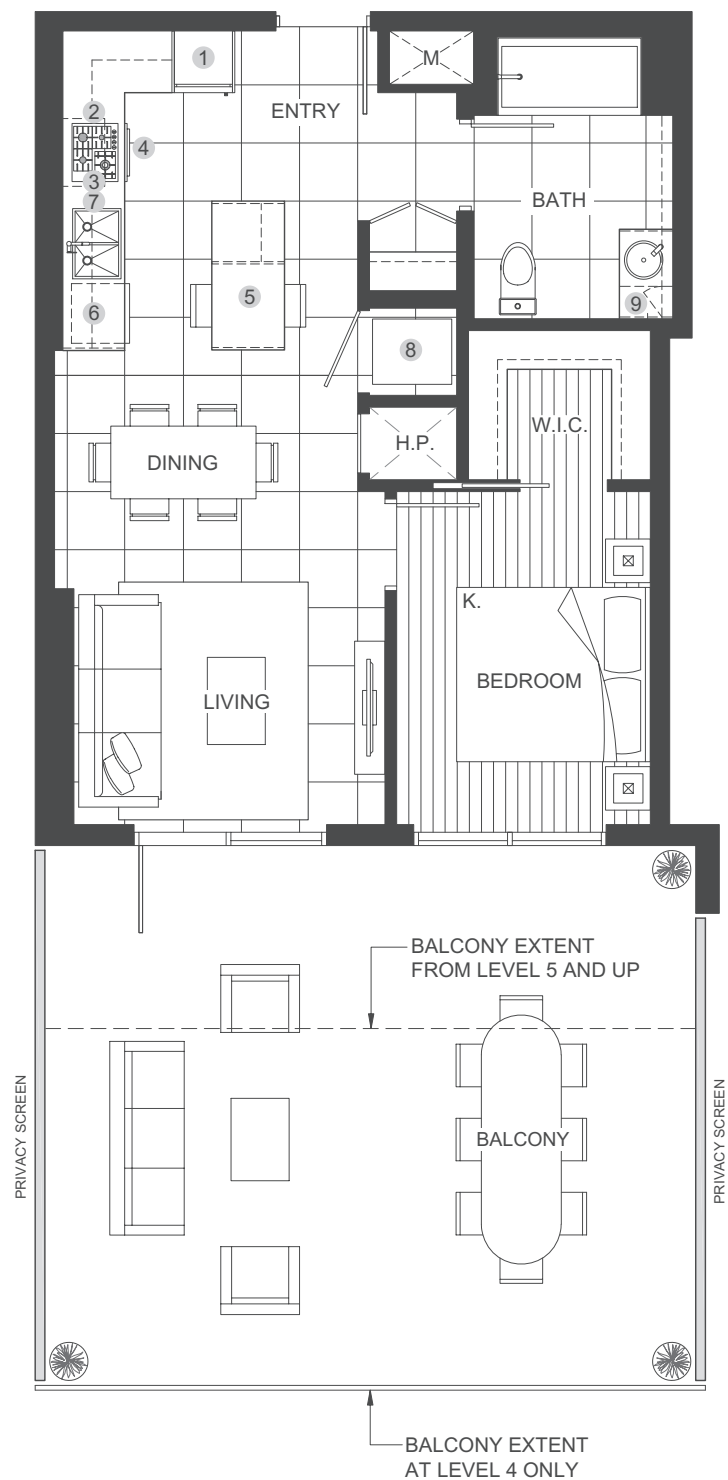 1
M
ENTRY
2
4
3
7
BATH
5
6
9
8
W.I.C.
H.P.
DINING
K.
BEDROOM
LIVING
BALCONY EXTENT
FROM LEVEL 5 AND UP
PRIVACY SCREEN
PRIVACY SCREEN
BALCONY
BALCONY EXTENT
AT LEVEL 4 ONLY